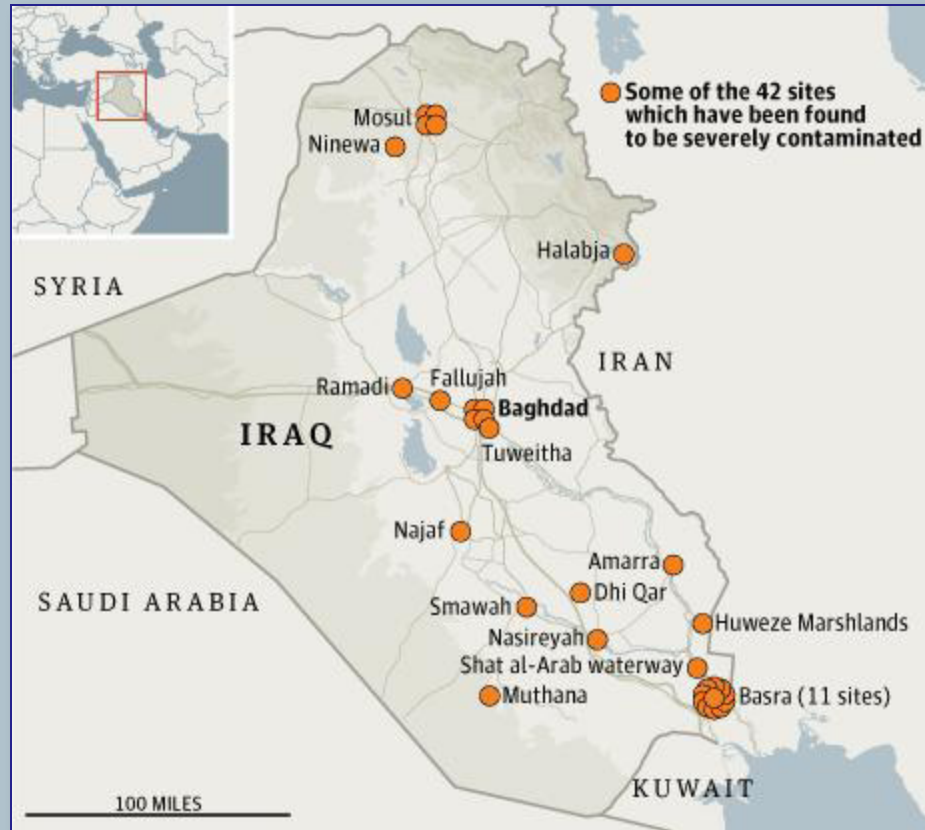 Some of the 42 sites
which have been found
to be severely contaminated
Mosul
Ninewa
Halabja
SYRIA
IRAN
Ramadi
Fallujah
Baghdad
IRAQ
Tuweitha
Najaf
Amarra
Dhi Qar
SAUDI ARABIA
Smawah
Huweze Marshlands
Nasireyah
Shat al-Arab waterway
Muthana
Basra (11 sites)
KUWAIT
100 MILES